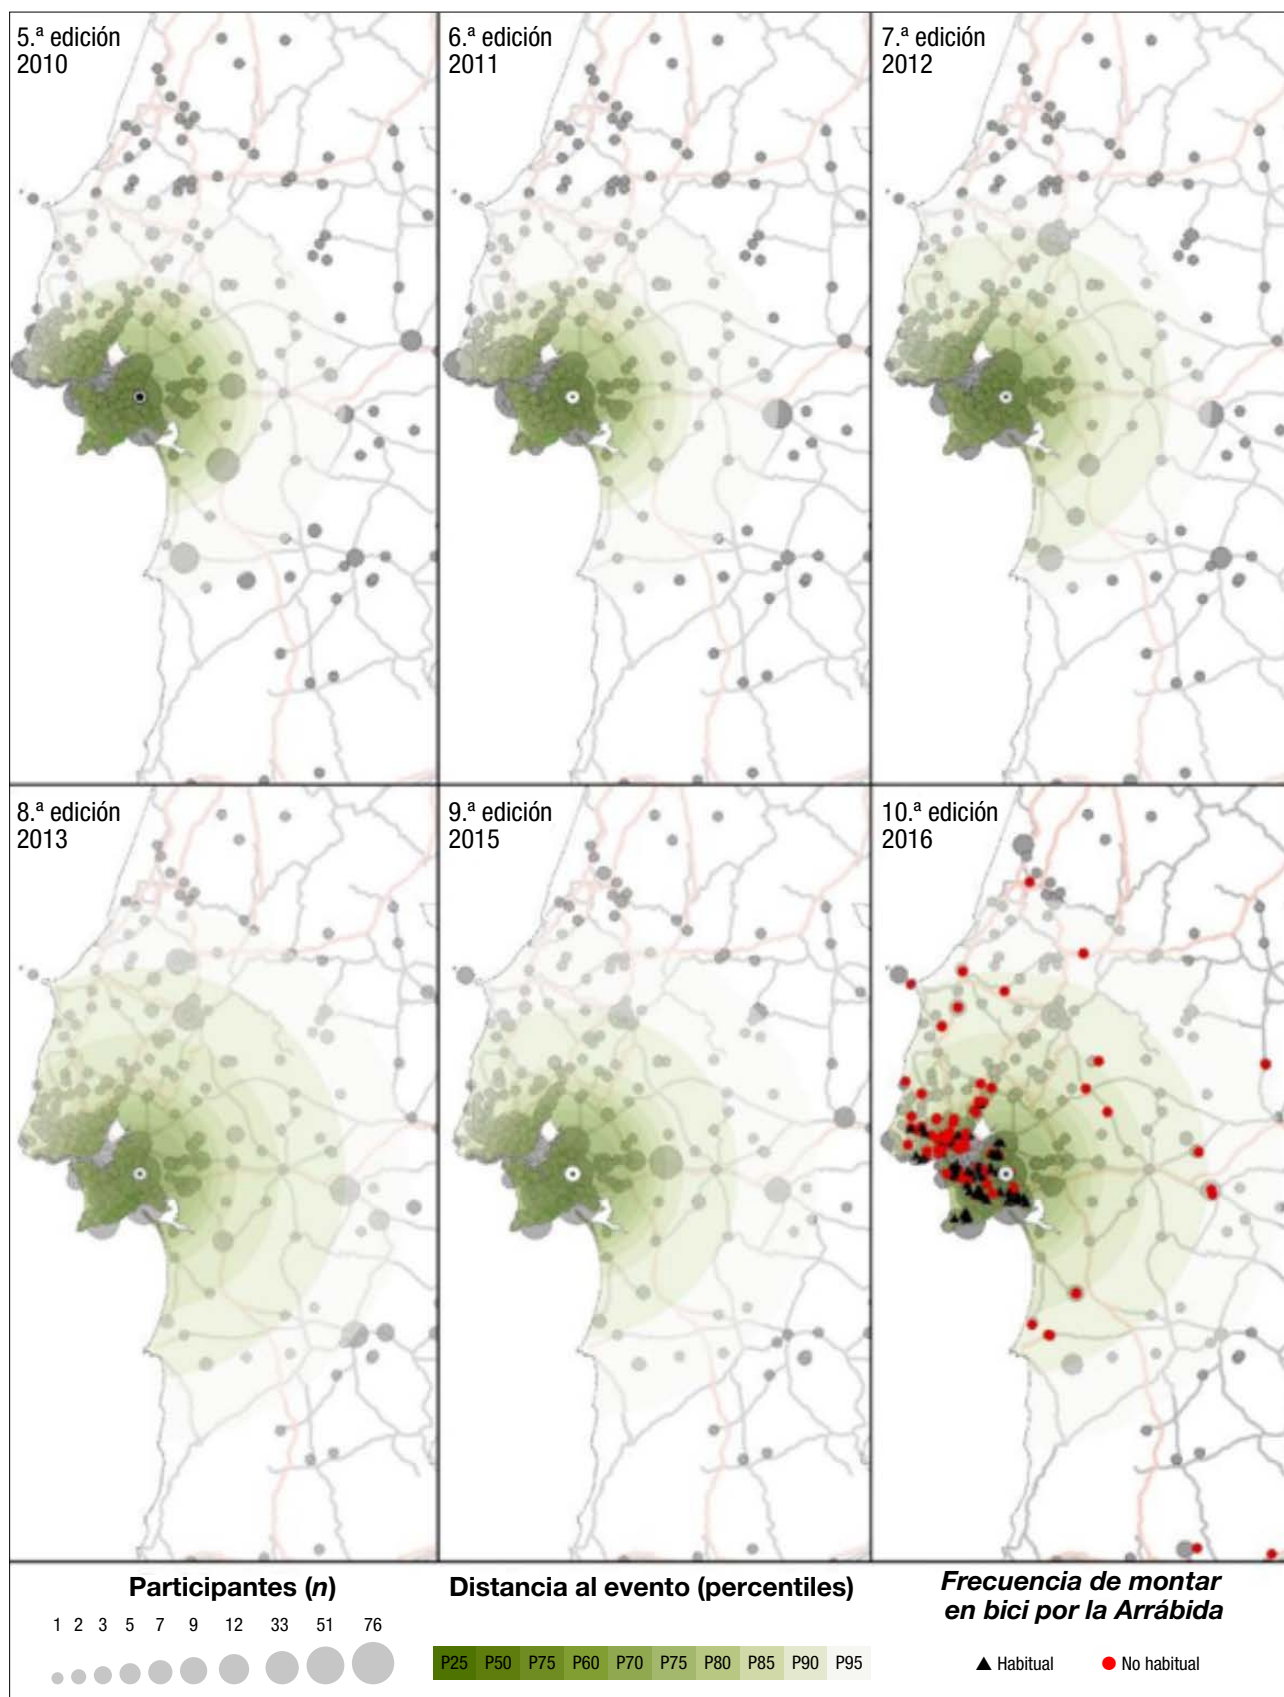 5.ª edición
2010
6.ª edición
2011
7.ª edición
2012
8.ª edición
2013
9.ª edición
2015
10.ª edición
2016
Participantes (n)
1 2 3 5 7 9 12 33 51 76
Distancia al evento (percentiles)
P25 P50 P75 P60 P70 P75 P80 P85 P90 P95
Frecuencia de montar
en bici por la Arrábida
Habitual No habitual